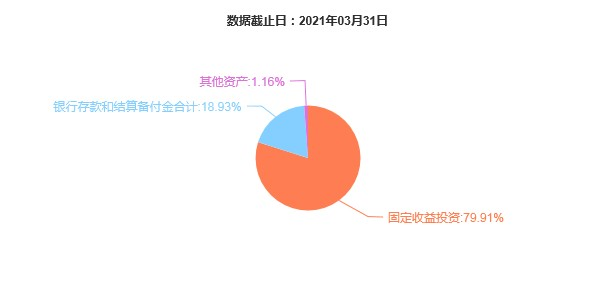 数据截止日：2021年03月31日
其他资产:1.16%
银行存款和结算备付金合计:18.93%
固定收益投资:79.91%